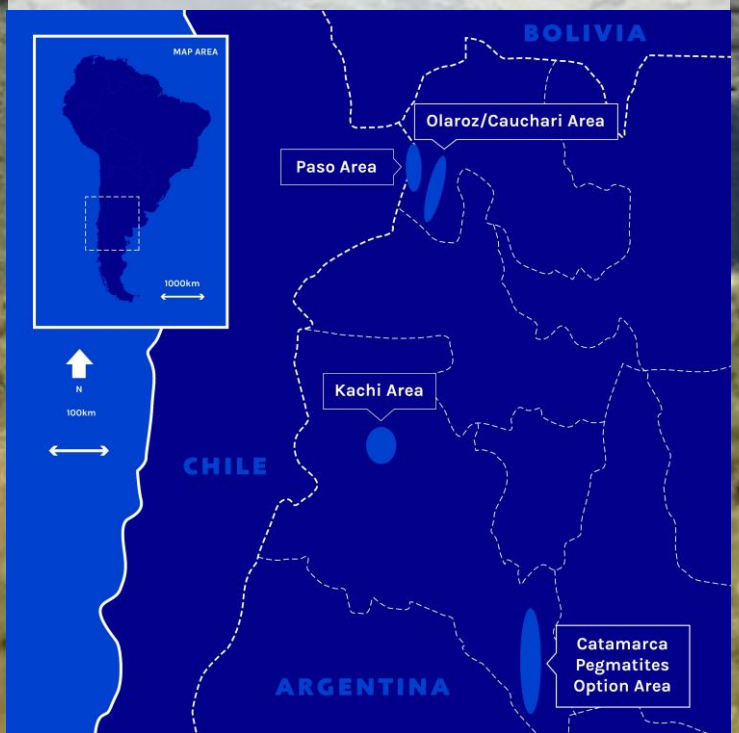 BOLIVIA
MAP AREA
Olaroz/Cauchari Area
Paso Area
1000km
N
100km
Kachi Area
CHILE
Catamarca
Pegmatites
Option Area
ARGENTINA